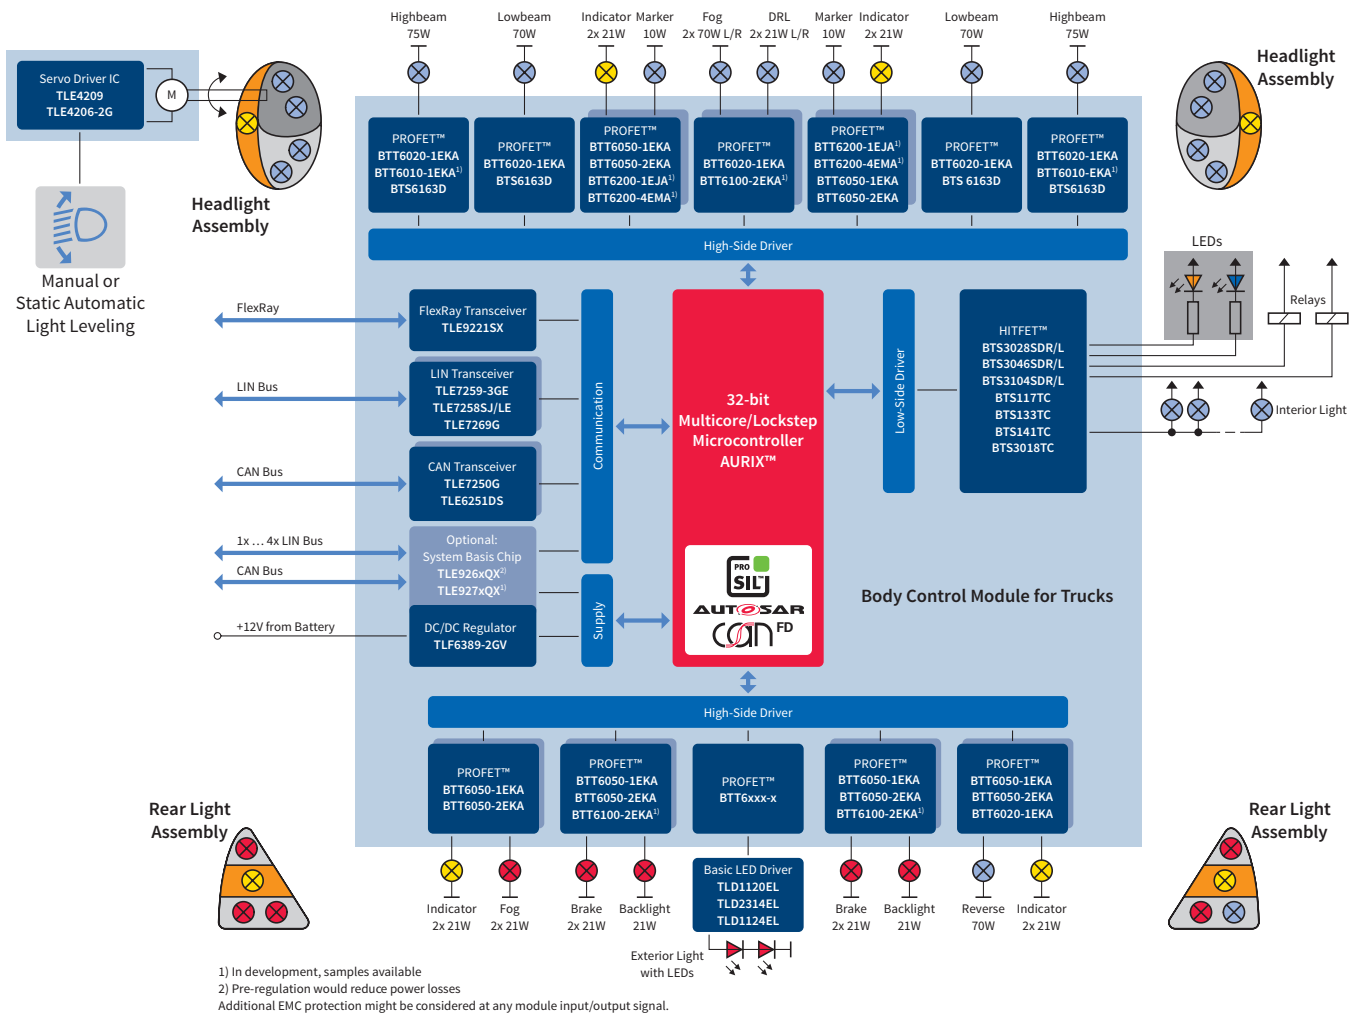 Highbeam
75W
Lowbeam
70W
Indicator
2x 21W
Marker
10W
Fog
2x 70W L/R
DRL
2x 21W L/R
Marker
10W
Indicator
2x 21W
Lowbeam
70W
Highbeam
75W
Servo Driver IC
TLE4209
TLE4206-2G
M
Headlight
Assembly
Manual or
Static Automatic
Light Leveling
Headlight
Assembly
PROFET™
BTT6020-1EKA
BTT6010-1EKA1)
BTS6163D
PROFET™
BTT6020-1EKA
BTS6163D
PROFET™
BTT6050-1EKA
BTT6050-2EKA
BTT6200-1EJA1)
BTT6200-4EMA1)
PROFET™
BTT6020-1EKA
BTT6100-2EKA1)
PROFET™
BTT6200-1EJA1)
BTT6200-4EMA1)
BTT6050-1EKA
BTT6050-2EKA
PROFET™
BTT6020-1EKA
BTS 6163D
PROFET™
BTT6020-1EKA
BTT6010-EKA1)
BTS6163D
High-Side Driver
FlexRay
FlexRay Transceiver
TLE9221SX
LIN Bus
LIN Transceiver
TLE7259-3GE
TLE7258SJ/LE
TLE7269G
CAN Bus
CAN Transceiver
TLE7250G
TLE6251DS
1x … 4x LIN Bus
CAN Bus
Optional:
System Basis Chip
TLE926xQX2)
TLE927xQX1)
+12V from Battery
DC/DC Regulator
TLF6389-2GV
Communication
Supply
32-bit
Multicore/Lockstep
Microcontroller
AURIX™
PRO
SIL™
AUTOSAR
CAN FD
Low-Side Driver
HITFET™
BTS3028SDR/L
BTS3046SDR/L
BTS3104SDR/L
BTS117TC
BTS133TC
BTS141TC
BTS3018TC
LEDs
Relays
Interior Light
Body Control Module for Trucks
High-Side Driver
PROFET™
BTT6050-1EKA
BTT6050-2EKA
PROFET™
BTT6050-1EKA
BTT6050-2EKA
BTT6100-2EKA1)
PROFET™
BTT6xxx-x
PROFET™
BTT6050-1EKA
BTT6050-2EKA
BTT6100-2EKA1)
PROFET™
BTT6050-1EKA
BTT6050-2EKA
BTT6020-1EKA
Rear Light
Assembly
Rear Light
Assembly
Indicator
2x 21W
Fog
2x 21W
Brake
2x 21W
Backlight
21W
Basic LED Driver
TLD1120EL
TLD2314EL
TLD1124EL
Brake
2x 21W
Backlight
21W
Reverse
70W
Indicator
2x 21W
Exterior Light
with LEDs
1) In development, samples available
2) Pre-regulation would reduce power losses
Additional EMC protection might be considered at any module input/output signal.